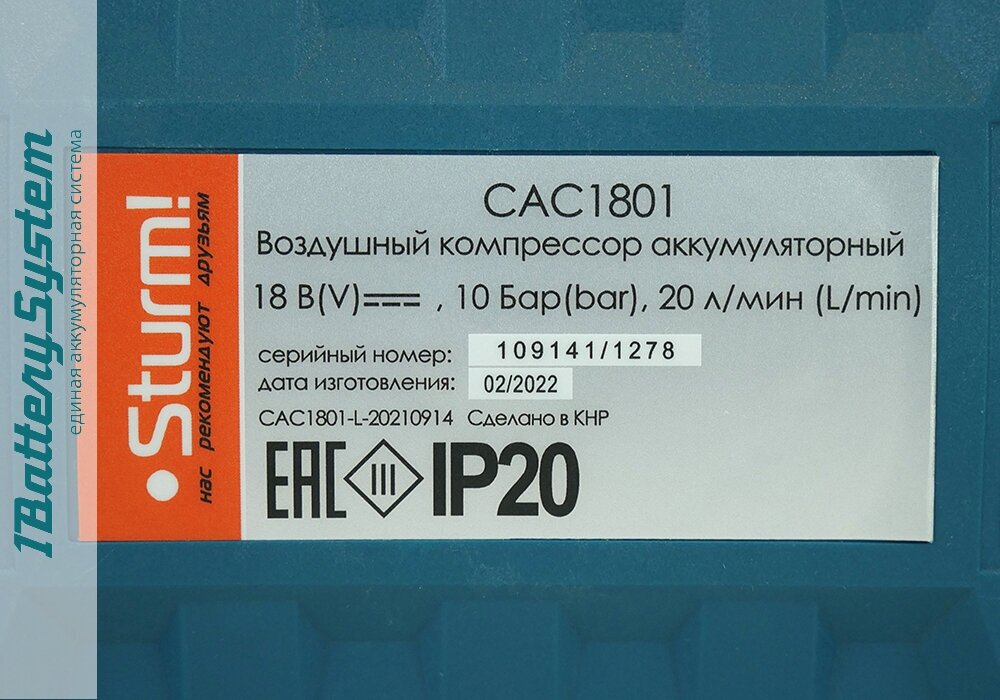 1BatterySystem
единая аккумуляторная система
Sturm!
нас рекомендуют друзьям
CAC1801
Воздушный компрессор аккумуляторный
18 В(V) , 10 Бар(bar), 20 л/мин (L/min)
серийный номер: 109141/1278
дата изготовления: 02/2022
CAC1801-L-20210914 Сделано в КНР
EAC III IP20